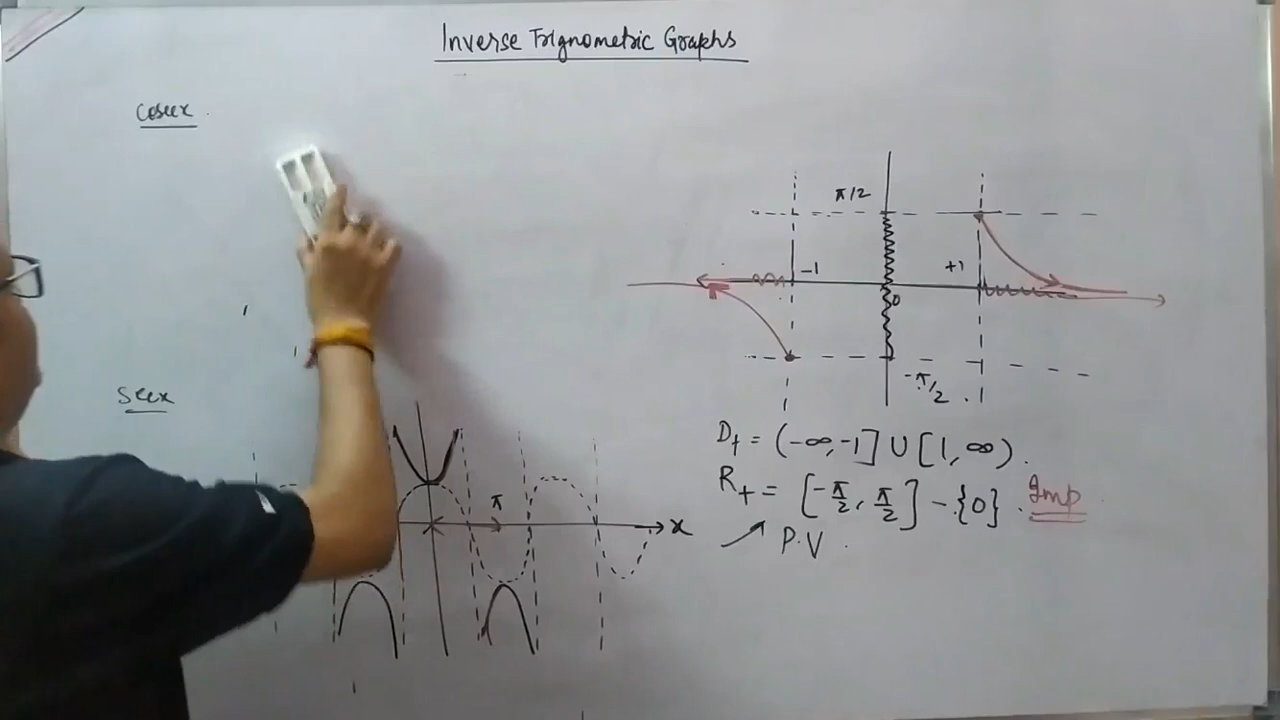 Inverse Trignometric Graphs
Cosecx.
π/2
-1
+1
0
-π/2
Secx
π
x
D_f = (-∞, -1] ∪ [1, ∞).
R_f = [-π/2, π/2] - {0}. Imp
P.V.